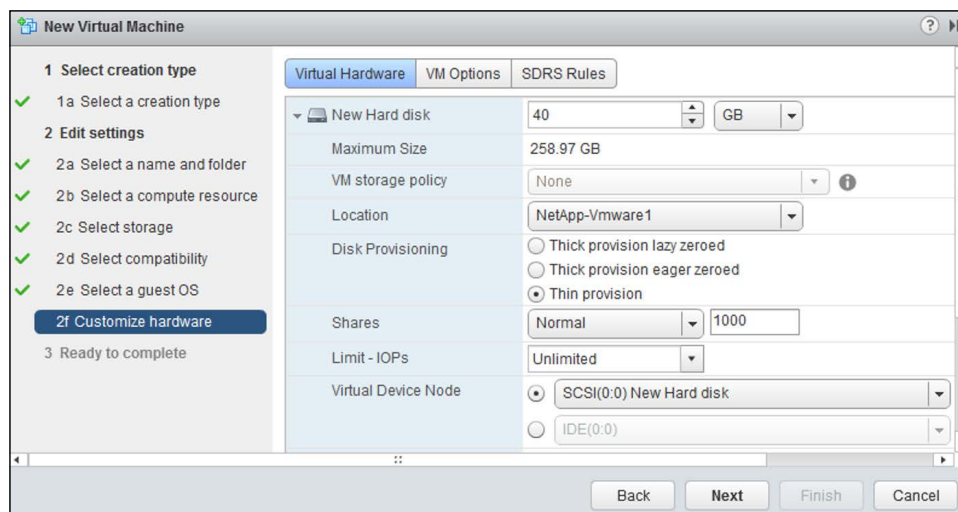 New Virtual Machine
1 Select creation type
1a Select a creation type
2 Edit settings
2a Select a name and folder
2b Select a compute resource
2c Select storage
2d Select compatibility
2e Select a guest OS
2f Customize hardware
3 Ready to complete
Virtual Hardware VM Options SDRS Rules
New Hard disk 40 GB
Maximum Size 258.97 GB
VM storage policy None
Location NetApp-Vmware1
Disk Provisioning Thick provision lazy zeroed
Thick provision eager zeroed
Thin provision
Shares Normal 1000
Limit - IOPs Unlimited
Virtual Device Node SCSI(0:0) New Hard disk
IDE(0:0)
Back Next Finish Cancel